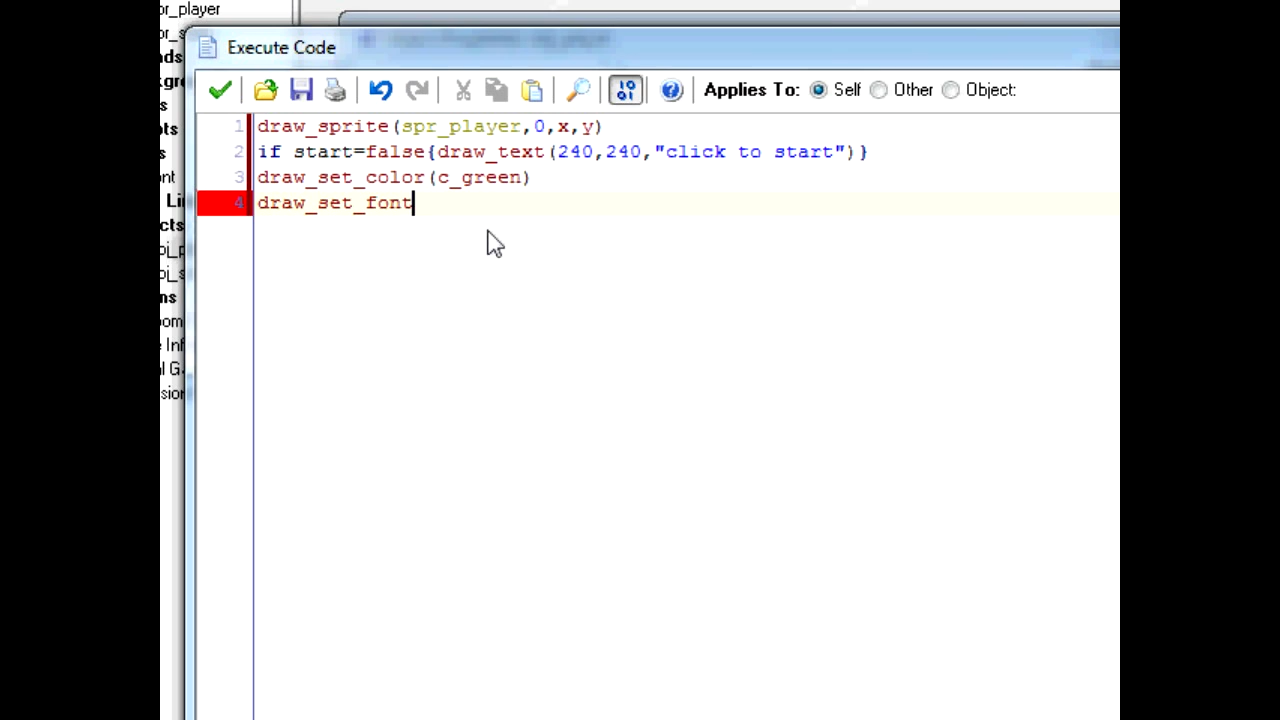 pr_player
Execute Code
Applies To: Self Other Object:
1 draw_sprite(spr_player,0,x,y)
2 if start=false{draw_text(240,240,"click to start")}
3 draw_set_color(c_green)
4 draw_set_font